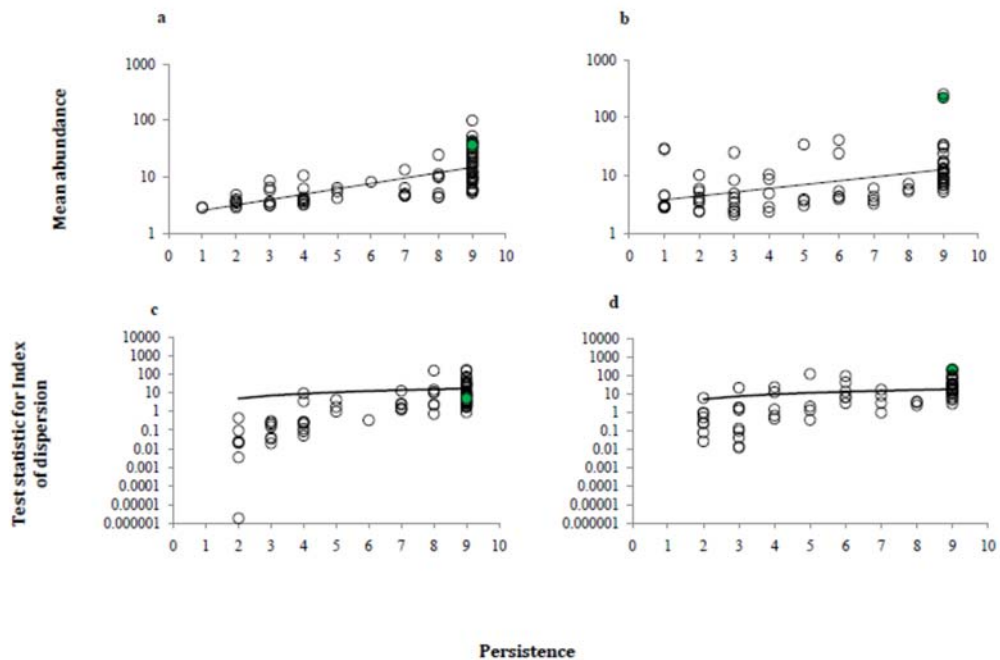 a
b
Mean abundance
1000
100
10
1
0 1 2 3 4 5 6 7 8 9 10
1000
100
10
1
0 1 2 3 4 5 6 7 8 9 10
c
d
Test statistic for Index
of dispersion
10000
1000
100
10
1
0.1
0.01
0.001
0.0001
0.00001
0.000001
0 1 2 3 4 5 6 7 8 9 10
10000
1000
100
10
1
0.1
0.01
0.001
0.0001
0.00001
0.000001
0 1 2 3 4 5 6 7 8 9 10
Persistence